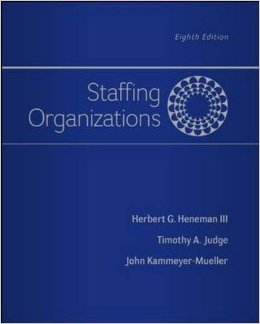 Eighth Edition
Staffing
Organizations
Herbert G. Heneman III
Timothy A. Judge
John Kammeyer-Mueller